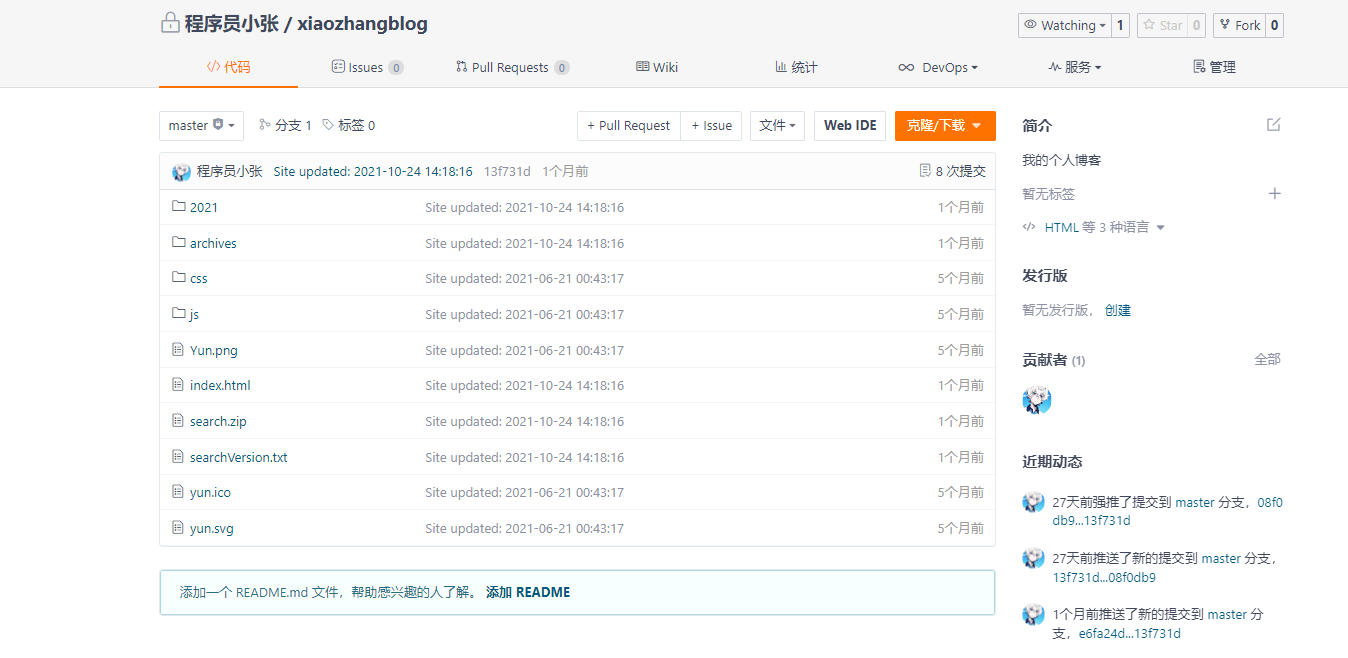 程序员小张 / xiaozhangblog
Watching 1 Star 0 Fork 0
代码 Issues 0 Pull Requests 0 Wiki 统计 DevOps 服务 管理
master 分支 1 标签 0 + Pull Request + Issue 文件 Web IDE 克隆/下载
程序员小张 Site updated: 2021-10-24 14:18:16 13f731d 1个月前 8 次提交
2021 Site updated: 2021-10-24 14:18:16 1个月前
archives Site updated: 2021-10-24 14:18:16 1个月前
css Site updated: 2021-06-21 00:43:17 5个月前
js Site updated: 2021-06-21 00:43:17 5个月前
Yun.png Site updated: 2021-06-21 00:43:17 5个月前
index.html Site updated: 2021-10-24 14:18:16 1个月前
search.zip Site updated: 2021-10-24 14:18:16 1个月前
searchVersion.txt Site updated: 2021-10-24 14:18:16 1个月前
yun.ico Site updated: 2021-06-21 00:43:17 5个月前
yun.svg Site updated: 2021-06-21 00:43:17 5个月前
添加一个 README.md 文件，帮助感兴趣的人了解。 添加 README
简介
我的个人博客
暂无标签
HTML 等 3 种语言
发行版
暂无发行版， 创建
贡献者 (1) 全部
近期动态
27天前强推了提交到 master 分支，08f0
db9...13f731d
27天前推送了新的提交到 master 分支，
13f731d...08f0db9
1个月前推送了新的提交到 master 分
支，e6fa24d...13f731d